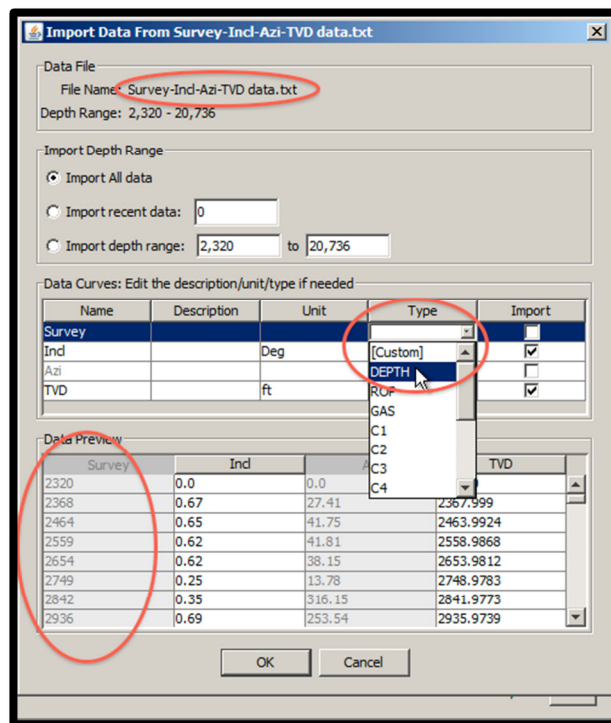 Import Data From Survey-Incl-Azi-TVD data.txt
Data File
File Name: Survey-Incl-Azi-TVD data.txt
Depth Range: 2,320 - 20,736
Import Depth Range
Import All data
Import recent data: 0
Import depth range: 2,320 to 20,736
Data Curves: Edit the description/unit/type if needed
Name Description Unit Type Import
Survey
Incl Deg [Custom]
Azi DEPTH
TVD ft ROP
GAS
C1
C2
C3
C4
Data Preview
Survey Incl A TVD
2320 0.0 0.0
2368 0.67 27.41 2367.999
2464 0.65 41.75 2463.9924
2559 0.62 41.81 2558.9868
2654 0.62 38.15 2653.9812
2749 0.25 13.78 2748.9783
2842 0.35 316.15 2841.9773
2936 0.69 253.54 2935.9739
OK Cancel